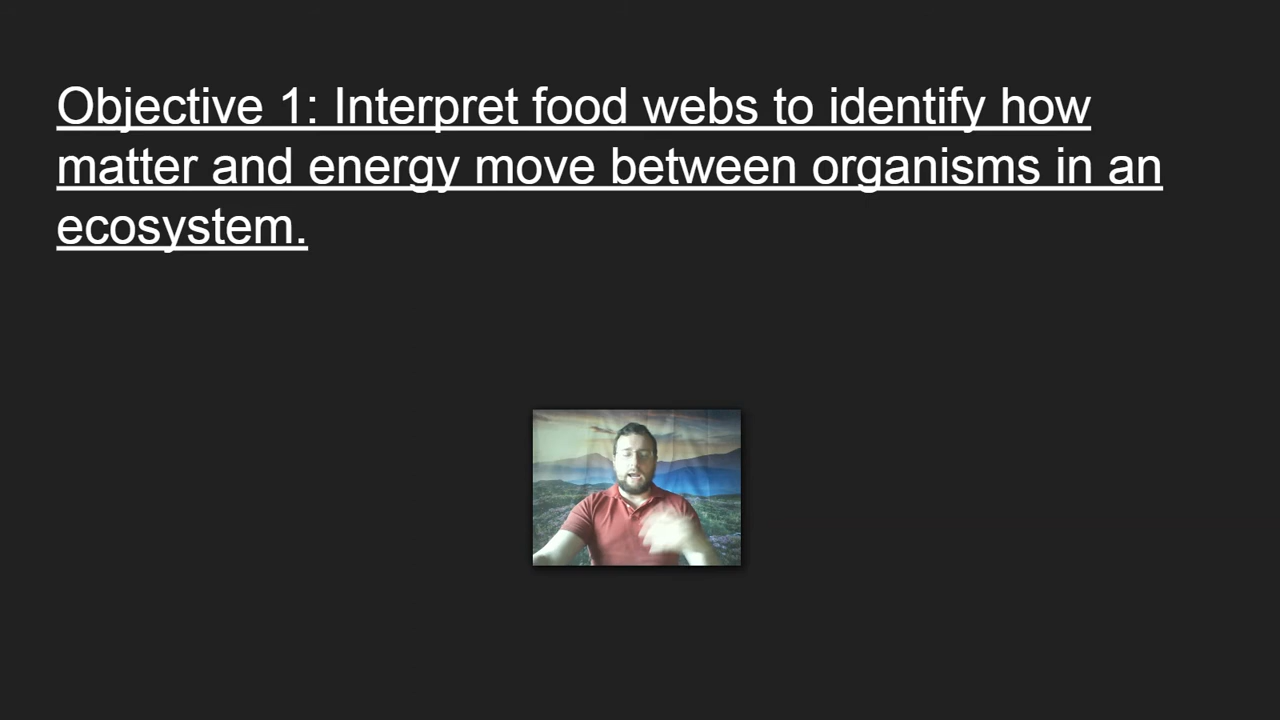 Objective 1: Interpret food webs to identify how
matter and energy move between organisms in an
ecosystem.